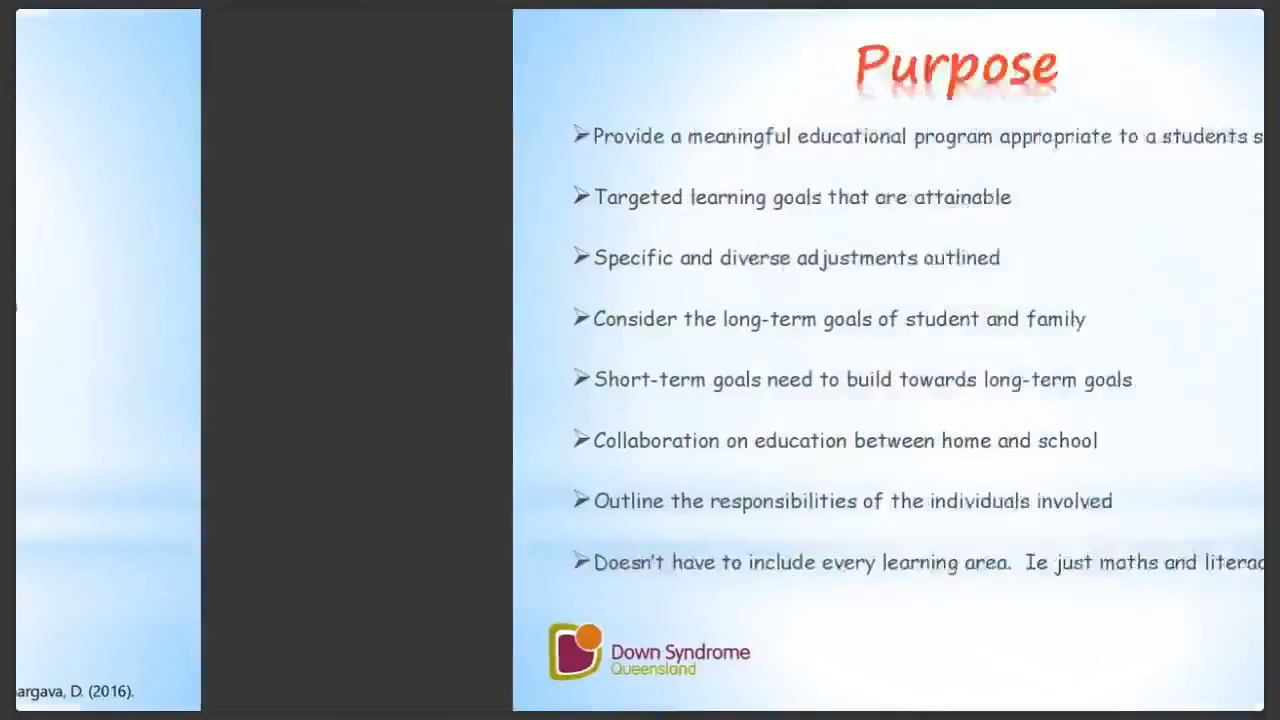 Purpose
➢Provide a meaningful educational program appropriate to a students
➢Targeted learning goals that are attainable
➢Specific and diverse adjustments outlined
➢Consider the long-term goals of student and family
➢Short-term goals need to build towards long-term goals
➢Collaboration on education between home and school
➢Outline the responsibilities of the individuals involved
➢Doesn't have to include every learning area.  Ie just maths and
Down Syndrome
Queensland
D. (2016).